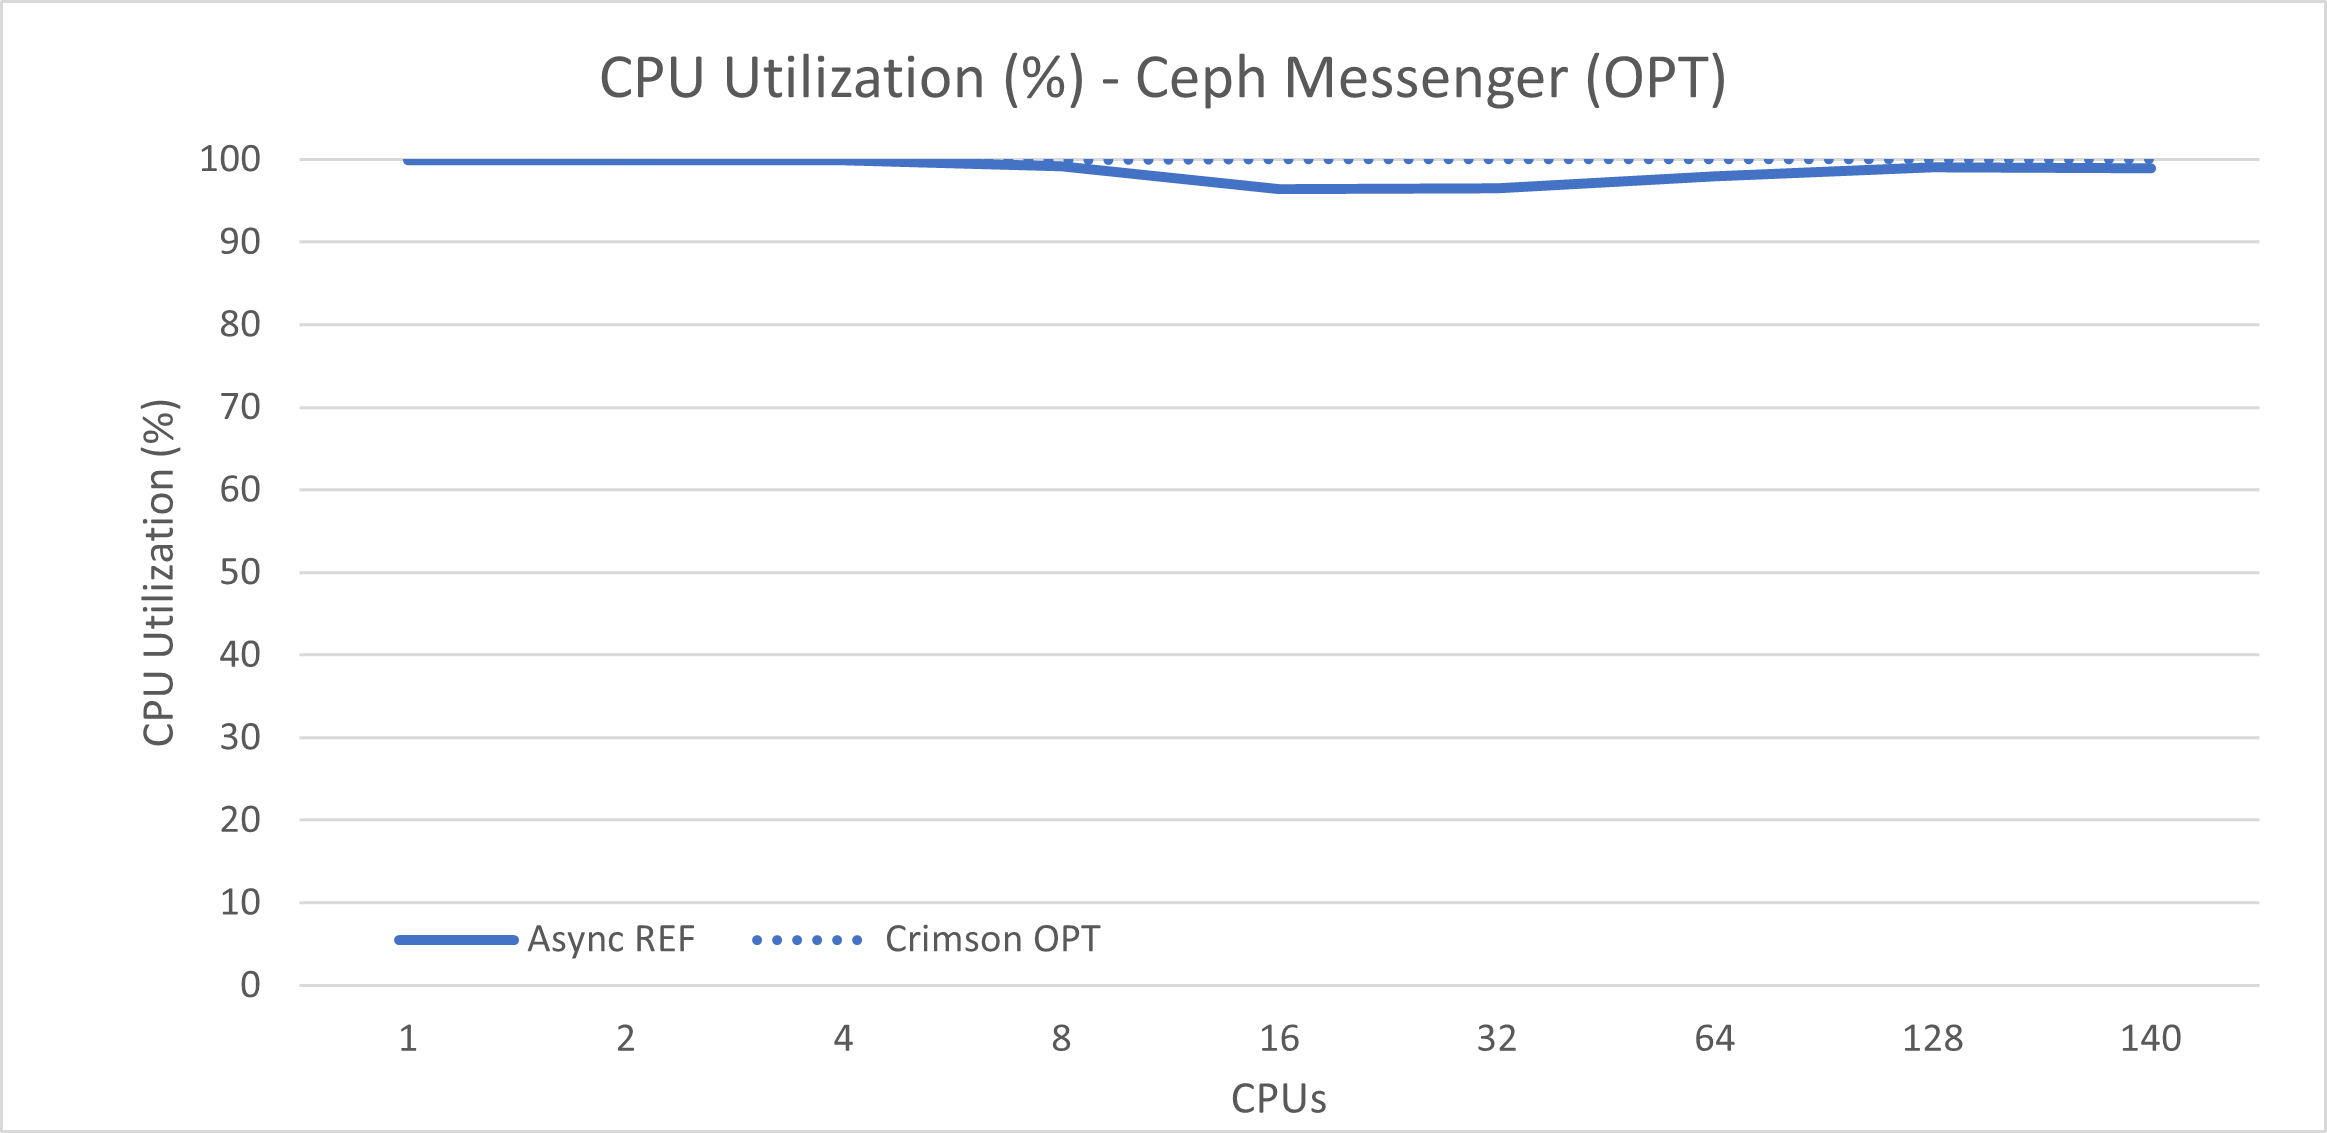 CPU Utilization (%) - Ceph Messenger (OPT)
CPU Utilization (%)
100
90
80
70
60
50
40
30
20
10
0
Async REF
Crimson OPT
1 2 4 8 16 32 64 128 140
CPUs